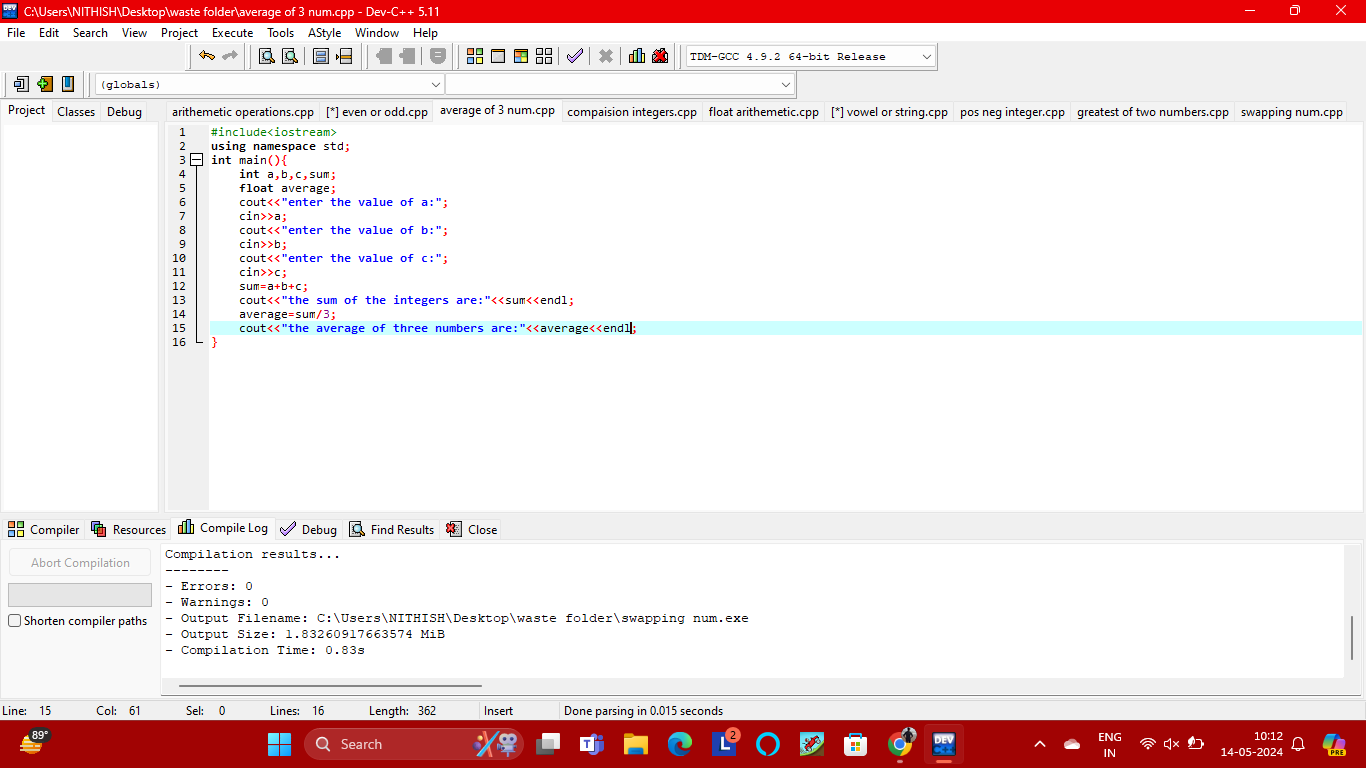 C:\Users\NITHISH\Desktop\waste folder\average of 3 num.cpp - Dev-C++ 5.11
File Edit Search View Project Execute Tools AStyle Window Help
TDM-GCC 4.9.2 64-bit Release
(globals)
Project Classes Debug
arithemetic operations.cpp [*] even or odd.cpp average of 3 num.cpp compaision integers.cpp float arithemetic.cpp [*] vowel or string.cpp pos neg integer.cpp greatest of two numbers.cpp swapping num.cpp
1 #include<iostream>
2 using namespace std;
3 int main(){
4 int a,b,c,sum;
5 float average;
6 cout<<"enter the value of a:";
7 cin>>a;
8 cout<<"enter the value of b:";
9 cin>>b;
10 cout<<"enter the value of c:";
11 cin>>c;
12 sum=a+b+c;
13 cout<<"the sum of the integers are:"<<sum<<endl;
14 average=sum/3;
15 cout<<"the average of three numbers are:"<<average<<endl;
16 }
Compiler Resources Compile Log Debug Find Results Close
Abort Compilation
Shorten compiler paths
Compilation results...
--------
- Errors: 0
- Warnings: 0
- Output Filename: C:\Users\NITHISH\Desktop\waste folder\swapping num.exe
- Output Size: 1.83260917663574 MiB
- Compilation Time: 0.83s
Line: 15 Col: 61 Sel: 0 Lines: 16 Length: 362 Insert Done parsing in 0.015 seconds
89°
Search
L 2
DEV
ENG
IN
10:12
14-05-2024
PRE